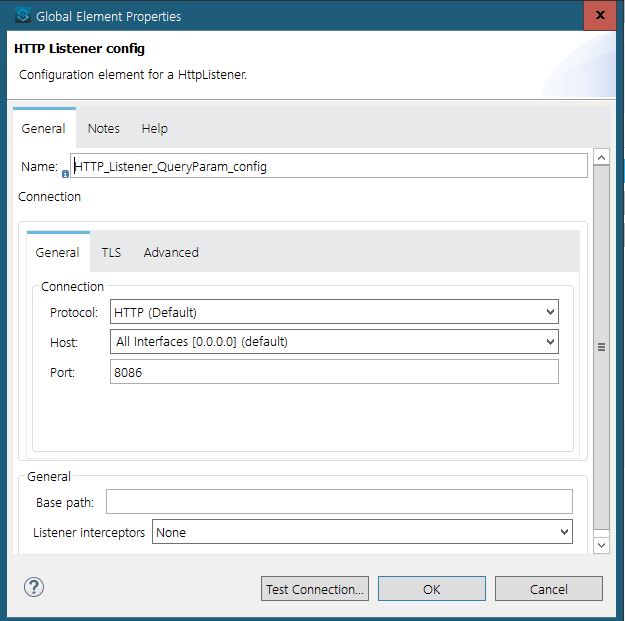 Global Element Properties
HTTP Listener config
Configuration element for a HttpListener.
General Notes Help
Name: HTTP_Listener_QueryParam_config
Connection
General TLS Advanced
Connection
Protocol: HTTP (Default)
Host: All Interfaces [0.0.0.0] (default)
Port: 8086
General
Base path:
Listener interceptors None
? Test Connection... OK Cancel